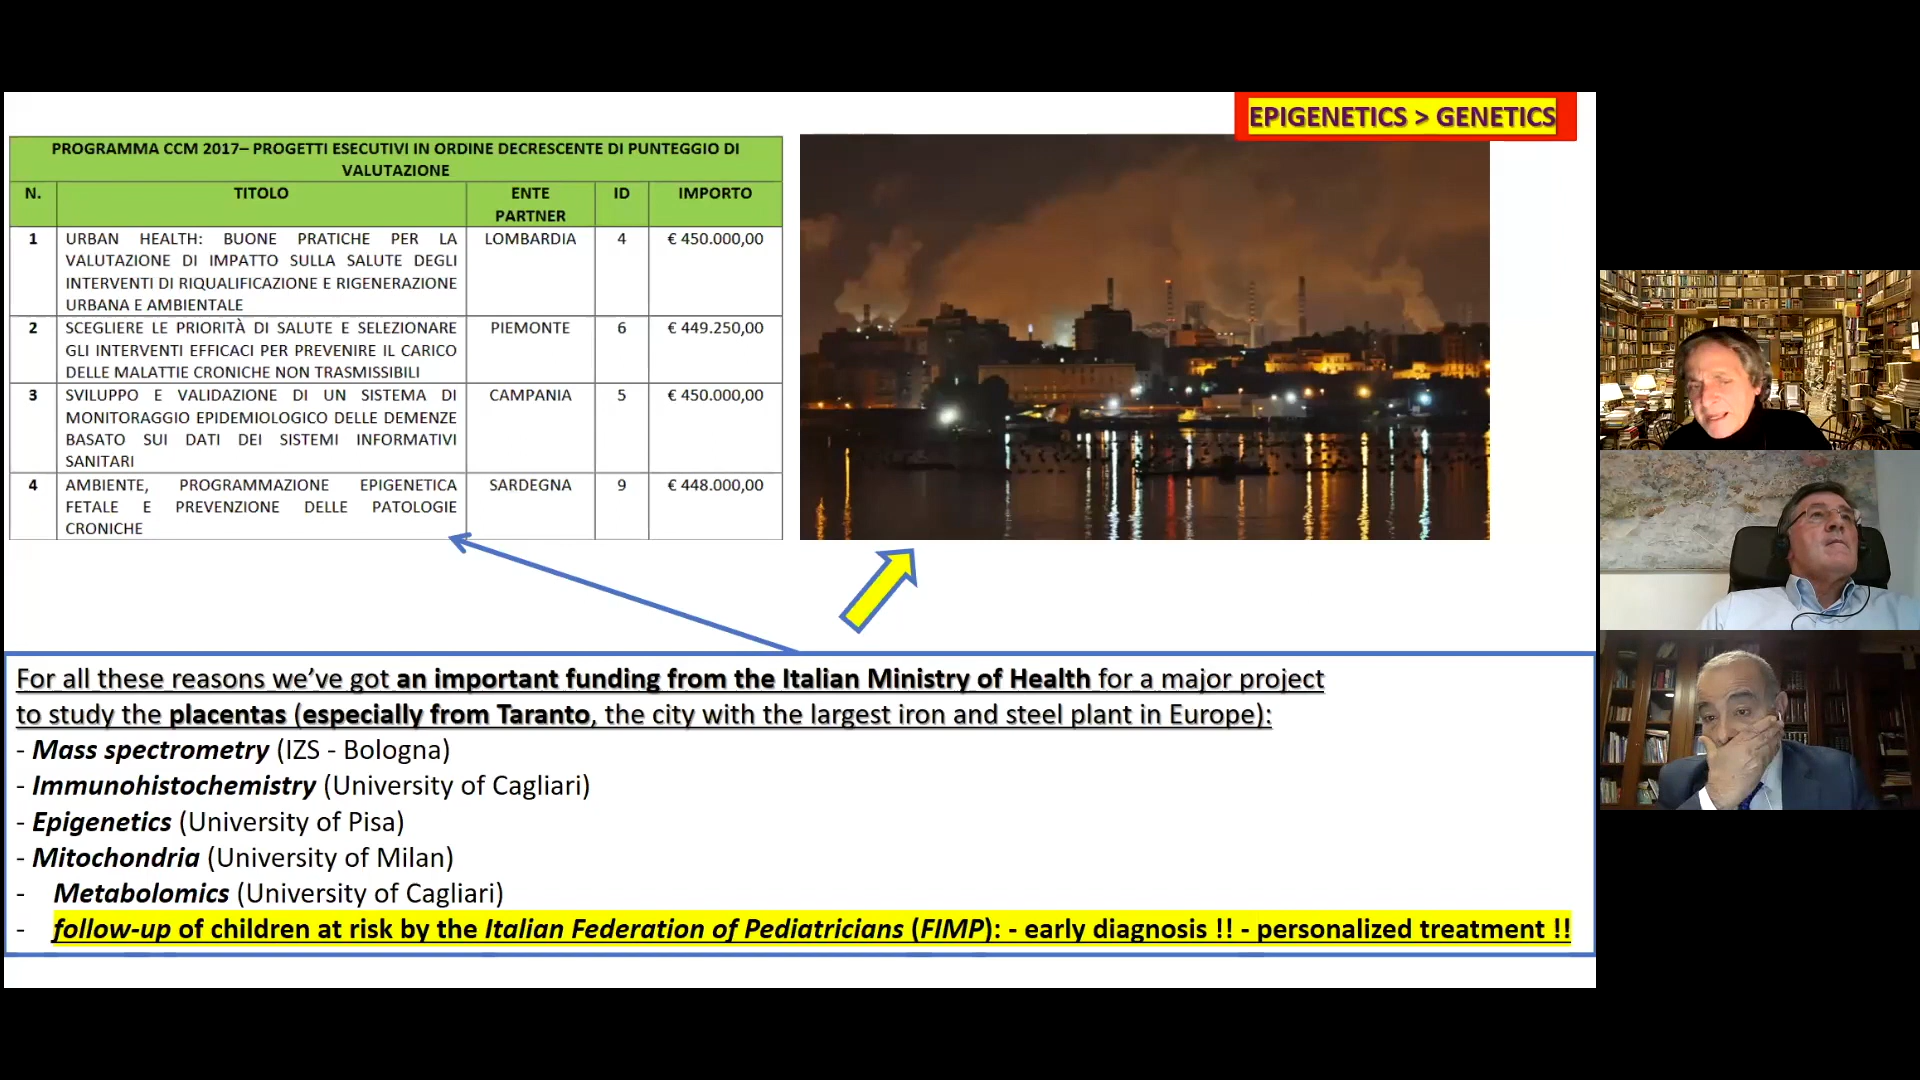 EPIGENETICS > GENETICS
PROGRAMMA CCM 2017– PROGETTI ESECUTIVI IN ORDINE DECRESCENTE DI PUNTEGGIO DI
VALUTAZIONE
N. TITOLO ENTE PARTNER ID IMPORTO
1 URBAN HEALTH: BUONE PRATICHE PER LA LOMBARDIA 4 € 450.000,00
VALUTAZIONE DI IMPATTO SULLA SALUTE DEGLI
INTERVENTI DI RIQUALIFICAZIONE E RIGENERAZIONE
URBANA E AMBIENTALE
2 SCEGLIERE LE PRIORITÀ DI SALUTE E SELEZIONARE PIEMONTE 6 € 449.250,00
GLI INTERVENTI EFFICACI PER PREVENIRE IL CARICO
DELLE MALATTIE CRONICHE NON TRASMISSIBILI
3 SVILUPPO E VALIDAZIONE DI UN SISTEMA DI CAMPANIA 5 € 450.000,00
MONITORAGGIO EPIDEMIOLOGICO DELLE DEMENZE
BASATO SUI DATI DEI SISTEMI INFORMATIVI
SANITARI
4 AMBIENTE, PROGRAMMAZIONE EPIGENETICA SARDEGNA 9 € 448.000,00
FETALE E PREVENZIONE DELLE PATOLOGIE
CRONICHE
For all these reasons we’ve got an important funding from the Italian Ministry of Health for a major project
to study the placentas (especially from Taranto, the city with the largest iron and steel plant in Europe):
- Mass spectrometry (IZS - Bologna)
- Immunohistochemistry (University of Cagliari)
- Epigenetics (University of Pisa)
- Mitochondria (University of Milan)
- Metabolomics (University of Cagliari)
- follow-up of children at risk by the Italian Federation of Pediatricians (FIMP): - early diagnosis !! - personalized treatment !!